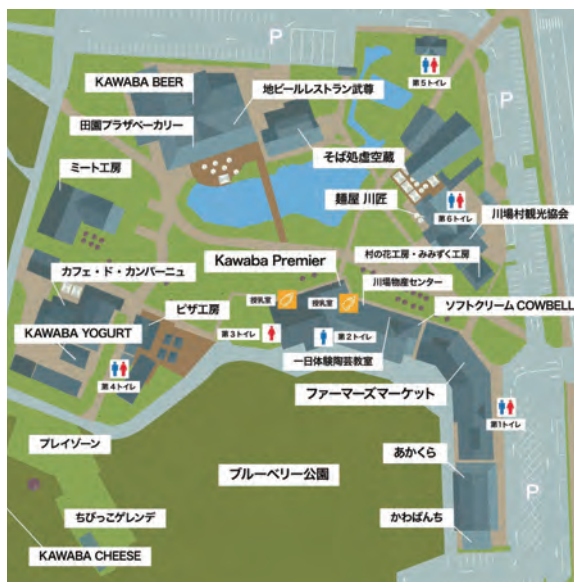 P
第5トイレ
KAWABA BEER
地ビールレストラン武尊
P
田園プラザベーカリー
そば処虚空蔵
ミート工房
麺屋 川匠
第6トイレ
川場村観光協会
村の花工房・みみずく工房
Kawaba Premier
カフェ・ド・カンパーニュ
川場物産センター
授乳室
授乳室
ピザ工房
ソフトクリーム COWBELL
KAWABA YOGURT
第3トイレ
第2トイレ
一日体験陶芸教室
第4トイレ
ファーマーズマーケット
第1トイレ
プレイゾーン
あかくら
ブルーベリー公園
P
ちびっこゲレンデ
かわばんち
KAWABA CHEESE